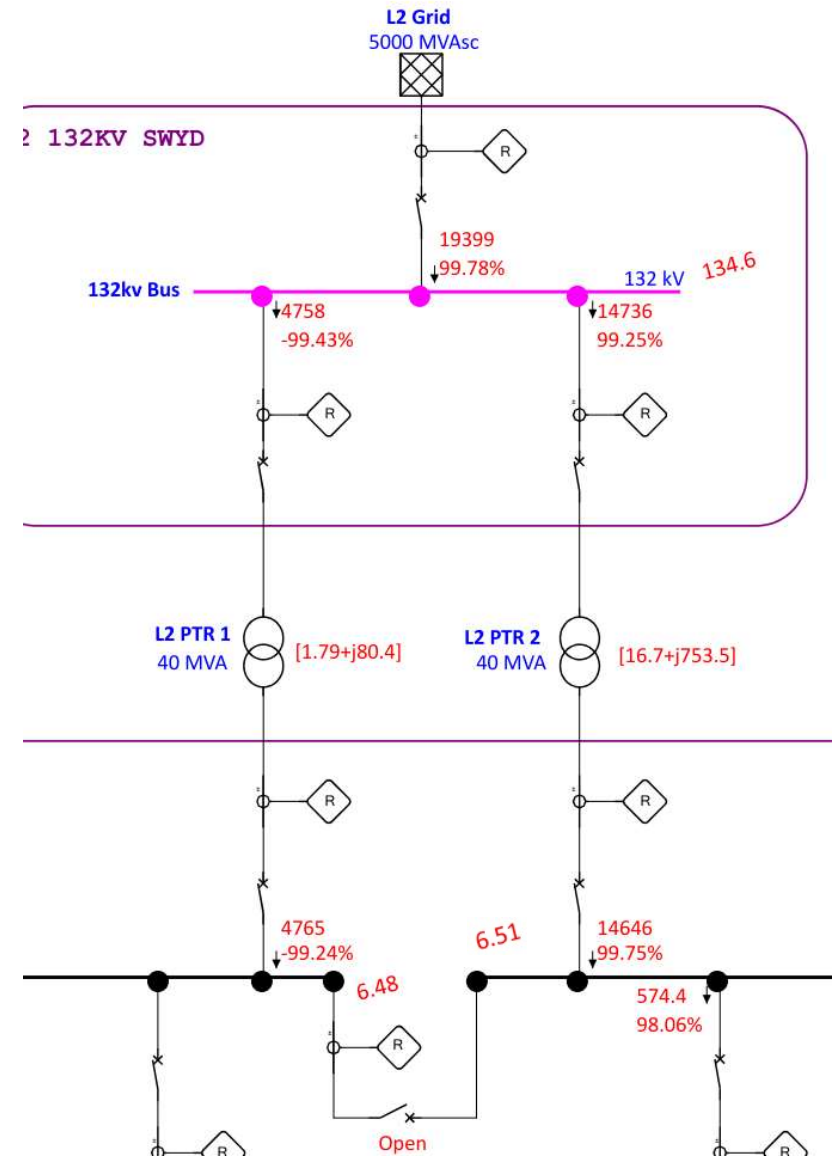 L2 Grid
5000 MVAsc
2 132KV SWYD
R
19399
99.78%
132kv Bus
132 kV
134.6
4758
-99.43%
14736
99.25%
R
R
L2 PTR 1
40 MVA
[1.79+j80.4]
L2 PTR 2
40 MVA
[16.7+j753.5]
R
R
4765
-99.24%
6.51
14646
99.75%
6.48
574.4
98.06%
R
Open
R
R